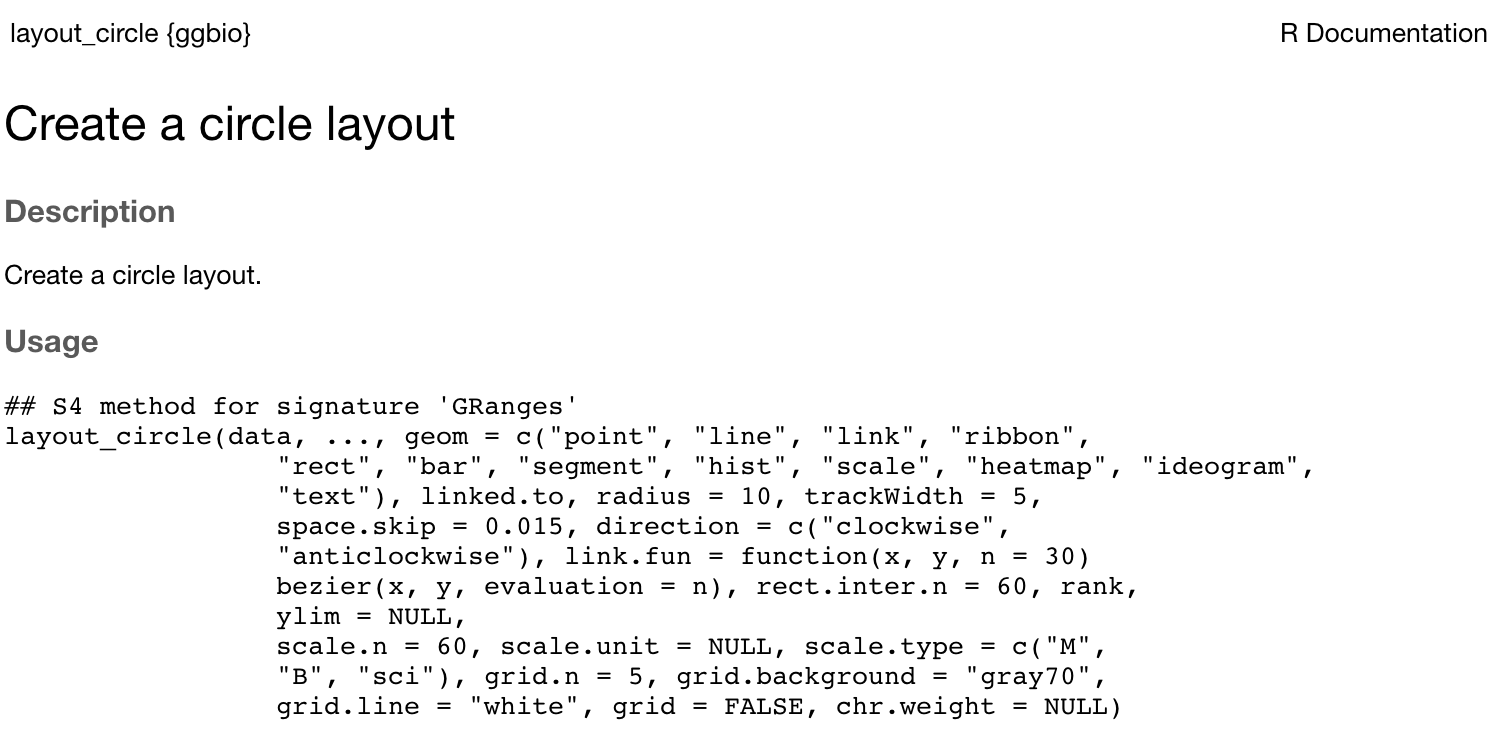 layout_circle {ggbio} R Documentation
Create a circle layout
Description
Create a circle layout.
Usage
## S4 method for signature 'GRanges'
layout_circle(data, ..., geom = c("point", "line", "link", "ribbon",
"rect", "bar", "segment", "hist", "scale", "heatmap", "ideogram",
"text"), linked.to, radius = 10, trackWidth = 5,
space.skip = 0.015, direction = c("clockwise",
"anticlockwise"), link.fun = function(x, y, n = 30)
bezier(x, y, evaluation = n), rect.inter.n = 60, rank,
ylim = NULL,
scale.n = 60, scale.unit = NULL, scale.type = c("M",
"B", "sci"), grid.n = 5, grid.background = "gray70",
grid.line = "white", grid = FALSE, chr.weight = NULL)